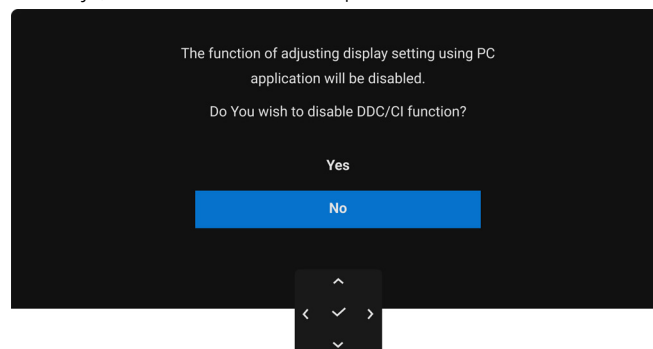 The function of adjusting display setting using PC
application will be disabled.
Do You wish to disable DDC/CI function?
Yes
No